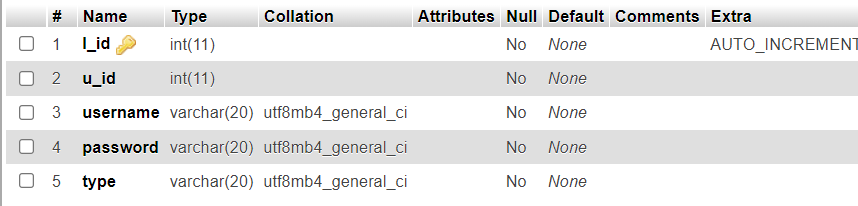 # Name Type Collation Attributes Null Default Comments Extra
1 l_id int(11) No None AUTO_INCREMENT
2 u_id int(11) No None
3 username varchar(20) utf8mb4_general_ci No None
4 password varchar(20) utf8mb4_general_ci No None
5 type varchar(20) utf8mb4_general_ci No None